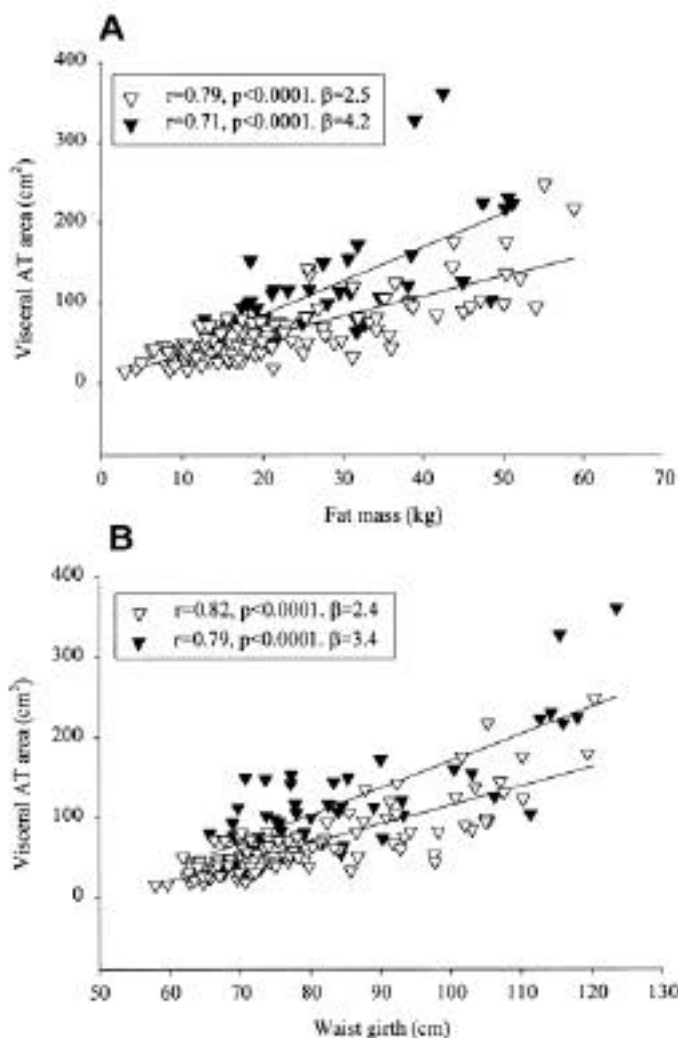 A
400
300
200
100
0
Visceral AT area (cm²)
▽ r=0.79, p<0.0001. β=2.5
▼ r=0.71, p<0.0001. β=4.2
0 10 20 30 40 50 60 70
Fat mass (kg)
B
400
300
200
100
0
Visceral AT area (cm²)
▽ r=0.82, p<0.0001, β=2.4
▼ r=0.79, p<0.0001. β=3.4
50 60 70 80 90 100 110 120 130
Waist girth (cm)